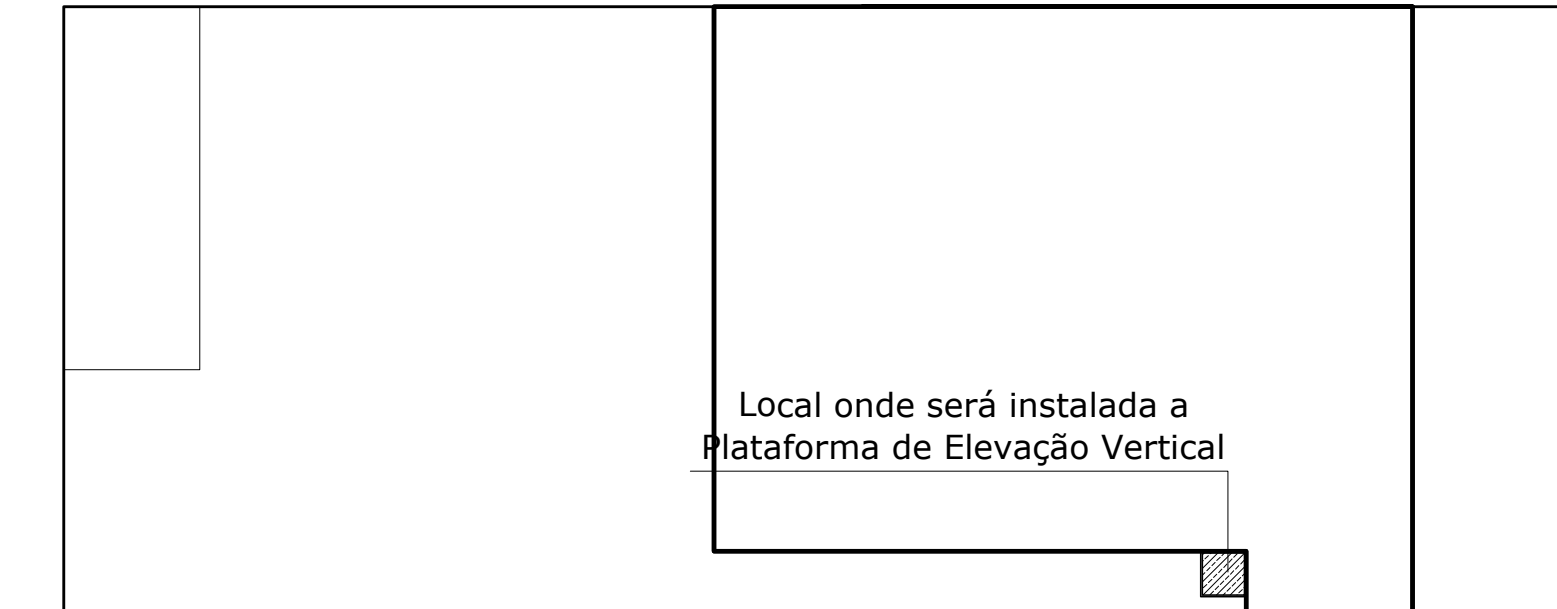 Local onde será instalada a
Plataforma de Elevação Vertical